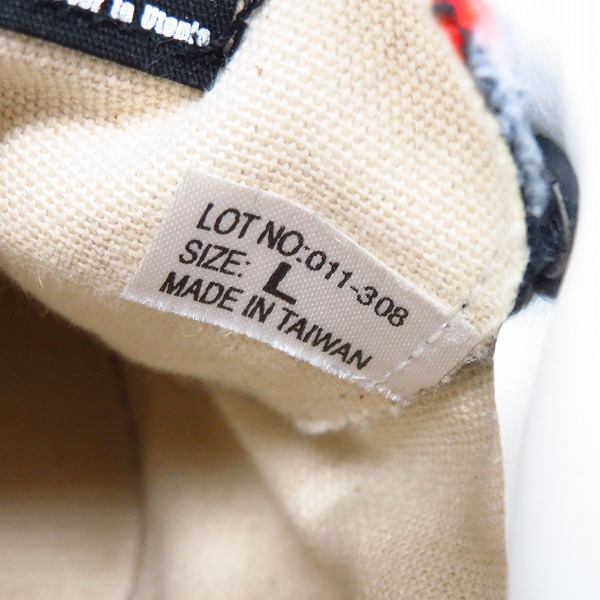 LOT NO:011-308
SIZE: L
MADE IN TAIWAN